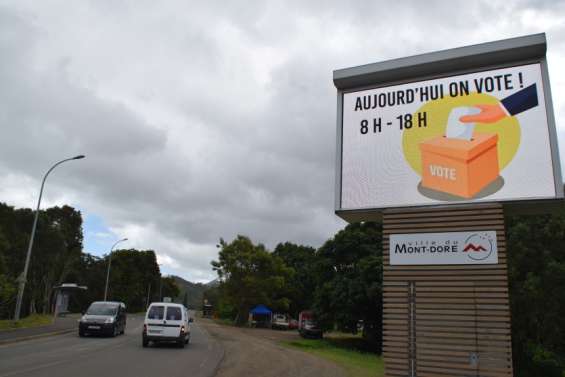 AUJOURD'HUI ON VOTE !
8 H - 18 H
VOTE
Ville du
MONT-DORE